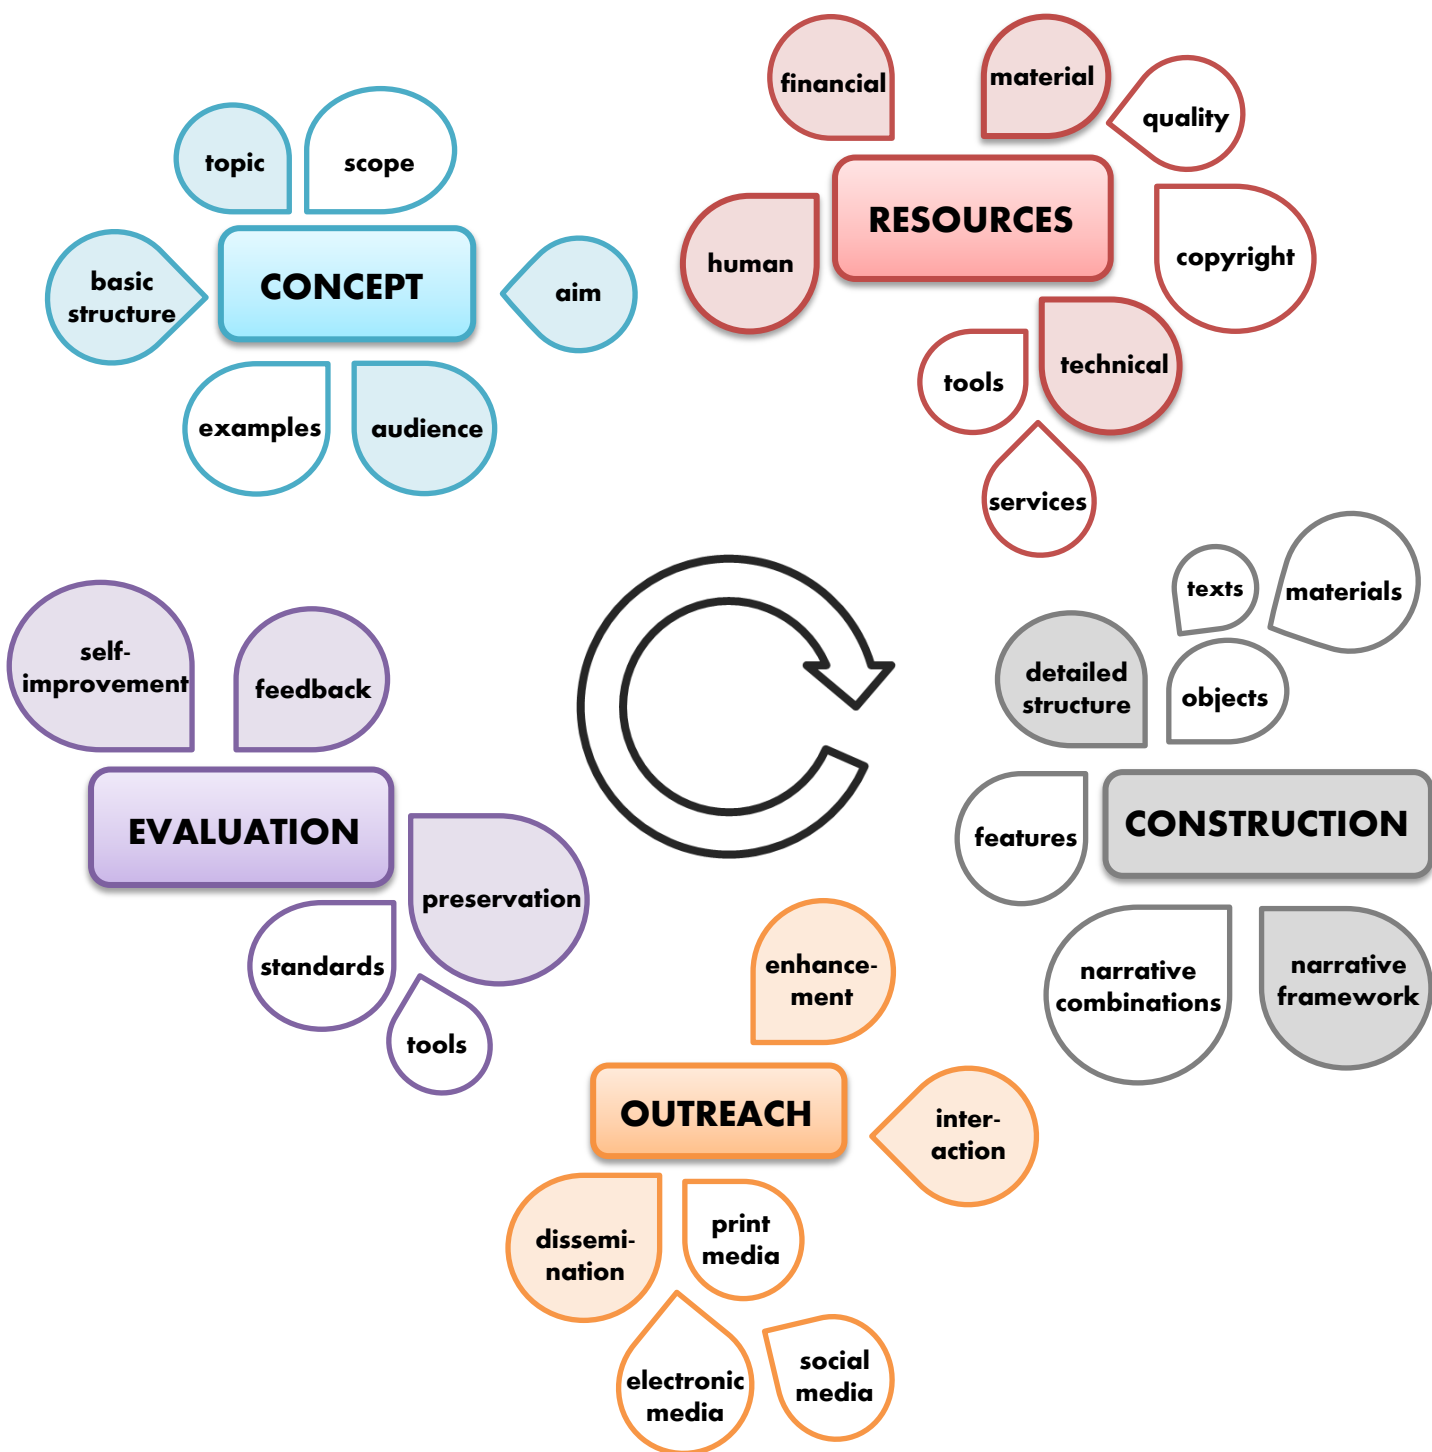 topic
scope
basic
structure
CONCEPT
aim
examples
audience
financial
material
quality
human
RESOURCES
copyright
tools
technical
services
texts
materials
detailed
structure
objects
features
CONSTRUCTION
narrative
combinations
narrative
framework
enhance-
ment
OUTREACH
inter-
action
dissemi-
nation
print
media
electronic
media
social
media
self-
improvement
feedback
EVALUATION
preservation
standards
tools